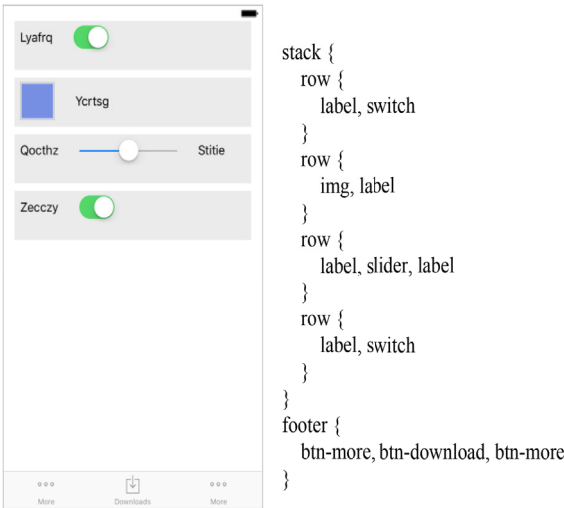 Lyafrq
Ycrtsg
Qocthz Stitie
Zecczy
More Downloads More
stack {
row {
label, switch
}
row {
img, label
}
row {
label, slider, label
}
row {
label, switch
}
}
footer {
btn-more, btn-download, btn-more
}